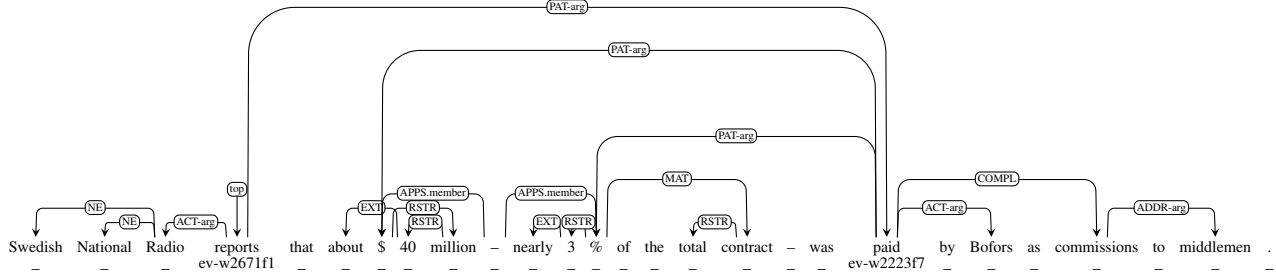 PAT-arg
PAT-arg
PAT-arg
MAT COMPL
top
APPS.member APPS.member
NE EXT RSTR ADDR-arg
NE ACT-arg RSTR EXT RSTR RSTR ACT-arg
Swedish National Radio reports that about $ 40 million – nearly 3 % of the total contract – was paid by Bofors as commissions to middlemen .
_ _ _ ev-w2671f1 _ _ _ _ _ _ _ _ _ _ _ _ _ _ _ ev-w2223f7 _ _ _ _ _ _ _